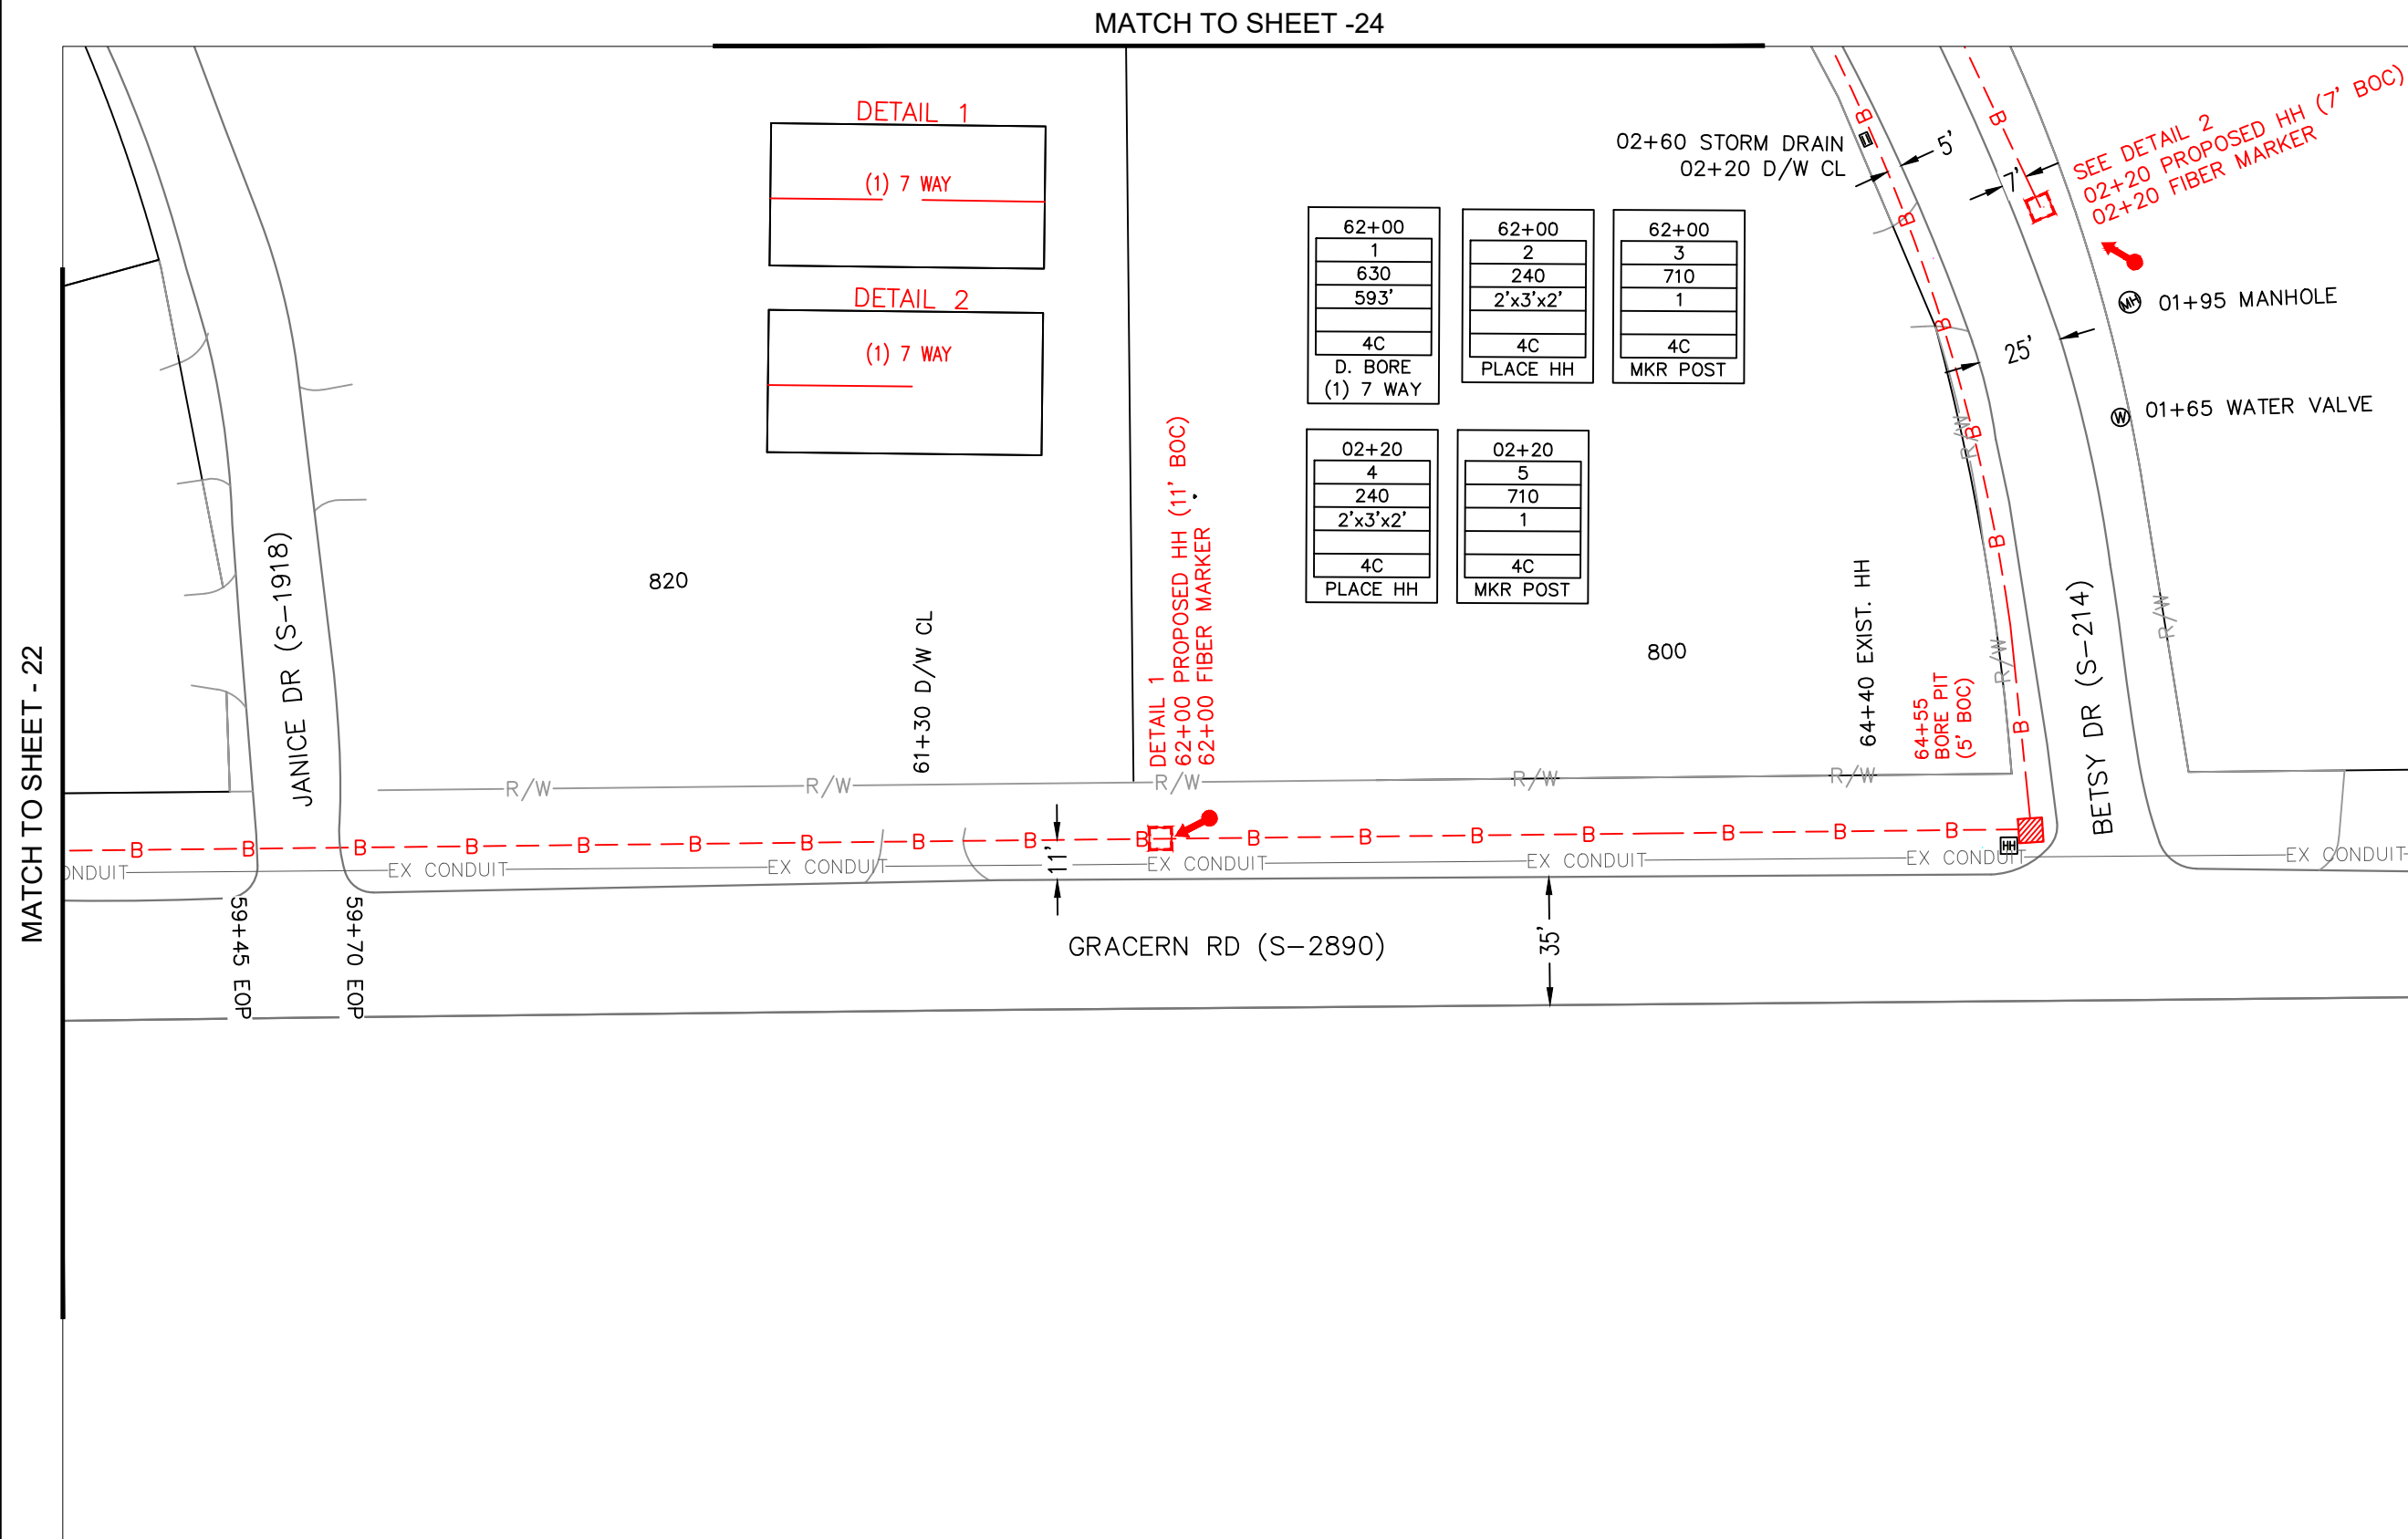 MATCH TO SHEET -24
MATCH TO SHEET - 22
DETAIL 1
(1) 7 WAY
DETAIL 2
(1) 7 WAY
02+60 STORM DRAIN
02+20 D/W CL
5'
7'
25'
SEE DETAIL 2
02+20 PROPOSED HH (7' BOC)
02+20 FIBER MARKER
MH
01+95 MANHOLE
W
01+65 WATER VALVE
62+00
1
630
593'
4C
D. BORE
(1) 7 WAY
62+00
2
240
2'x3'x2'
4C
PLACE HH
62+00
3
710
1
4C
MKR POST
02+20
4
240
2'x3'x2'
4C
PLACE HH
02+20
5
710
1
4C
MKR POST
820
800
JANICE DR (S-1918)
61+30 D/W CL
DETAIL 1
62+00 PROPOSED HH (11' BOC)
62+00 FIBER MARKER
64+40 EXIST. HH
64+55
BORE PIT
(5' BOC)
BETSY DR (S-214)
B
B
B
B
B
B
B
B
R/W
R/W
R/W
R/W R/W R/W R/W R/W
B B B B B B B B B B B B B B B B B
HH
ONDUIT EX CONDUIT EX CONDUIT EX CONDUIT EX CONDUIT EX CONDUIT EX CONDUIT
11'
35'
59+45 EOP
59+70 EOP
GRACERN RD (S-2890)